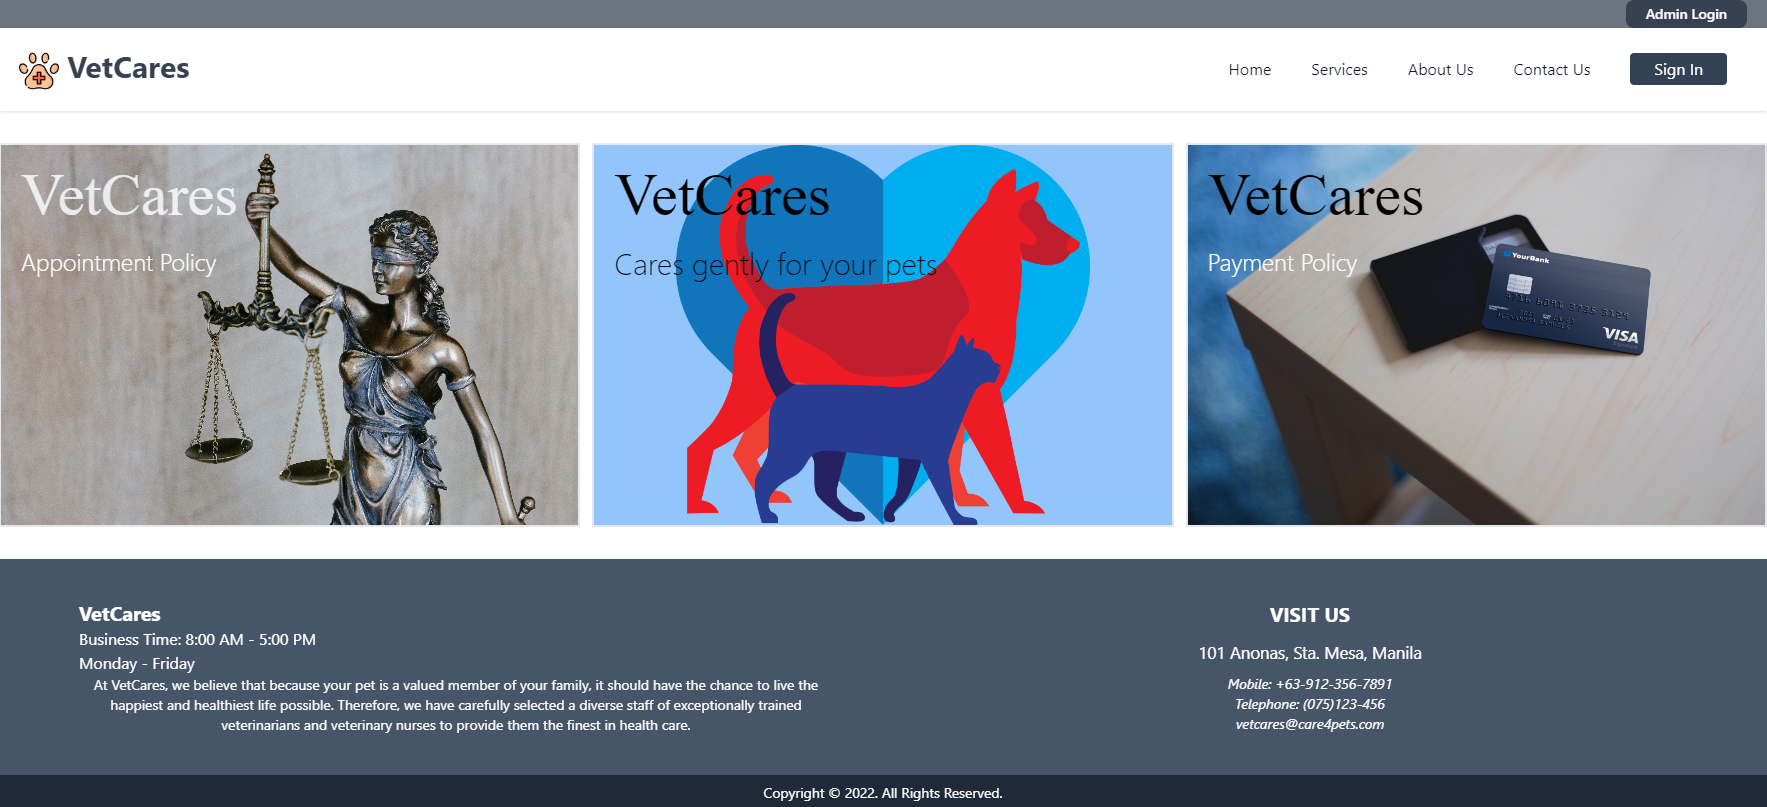 Admin Login
VetCares
Home
Services
About Us
Contact Us
Sign In
VetCares
Appointment Policy
VetCares
Cares gently for your pets
VetCares
Payment Policy
YourBank
VISA
VetCares
Business Time: 8:00 AM - 5:00 PM
Monday - Friday
At VetCares, we believe that because your pet is a valued member of your family, it should have the chance to live the
happiest and healthiest life possible. Therefore, we have carefully selected a diverse staff of exceptionally trained
veterinarians and veterinary nurses to provide them the finest in health care.
VISIT US
101 Anonas, Sta. Mesa, Manila
Mobile: +63-912-356-7891
Telephone: (075)123-456
vetcares@care4pets.com
Copyright © 2022. All Rights Reserved.